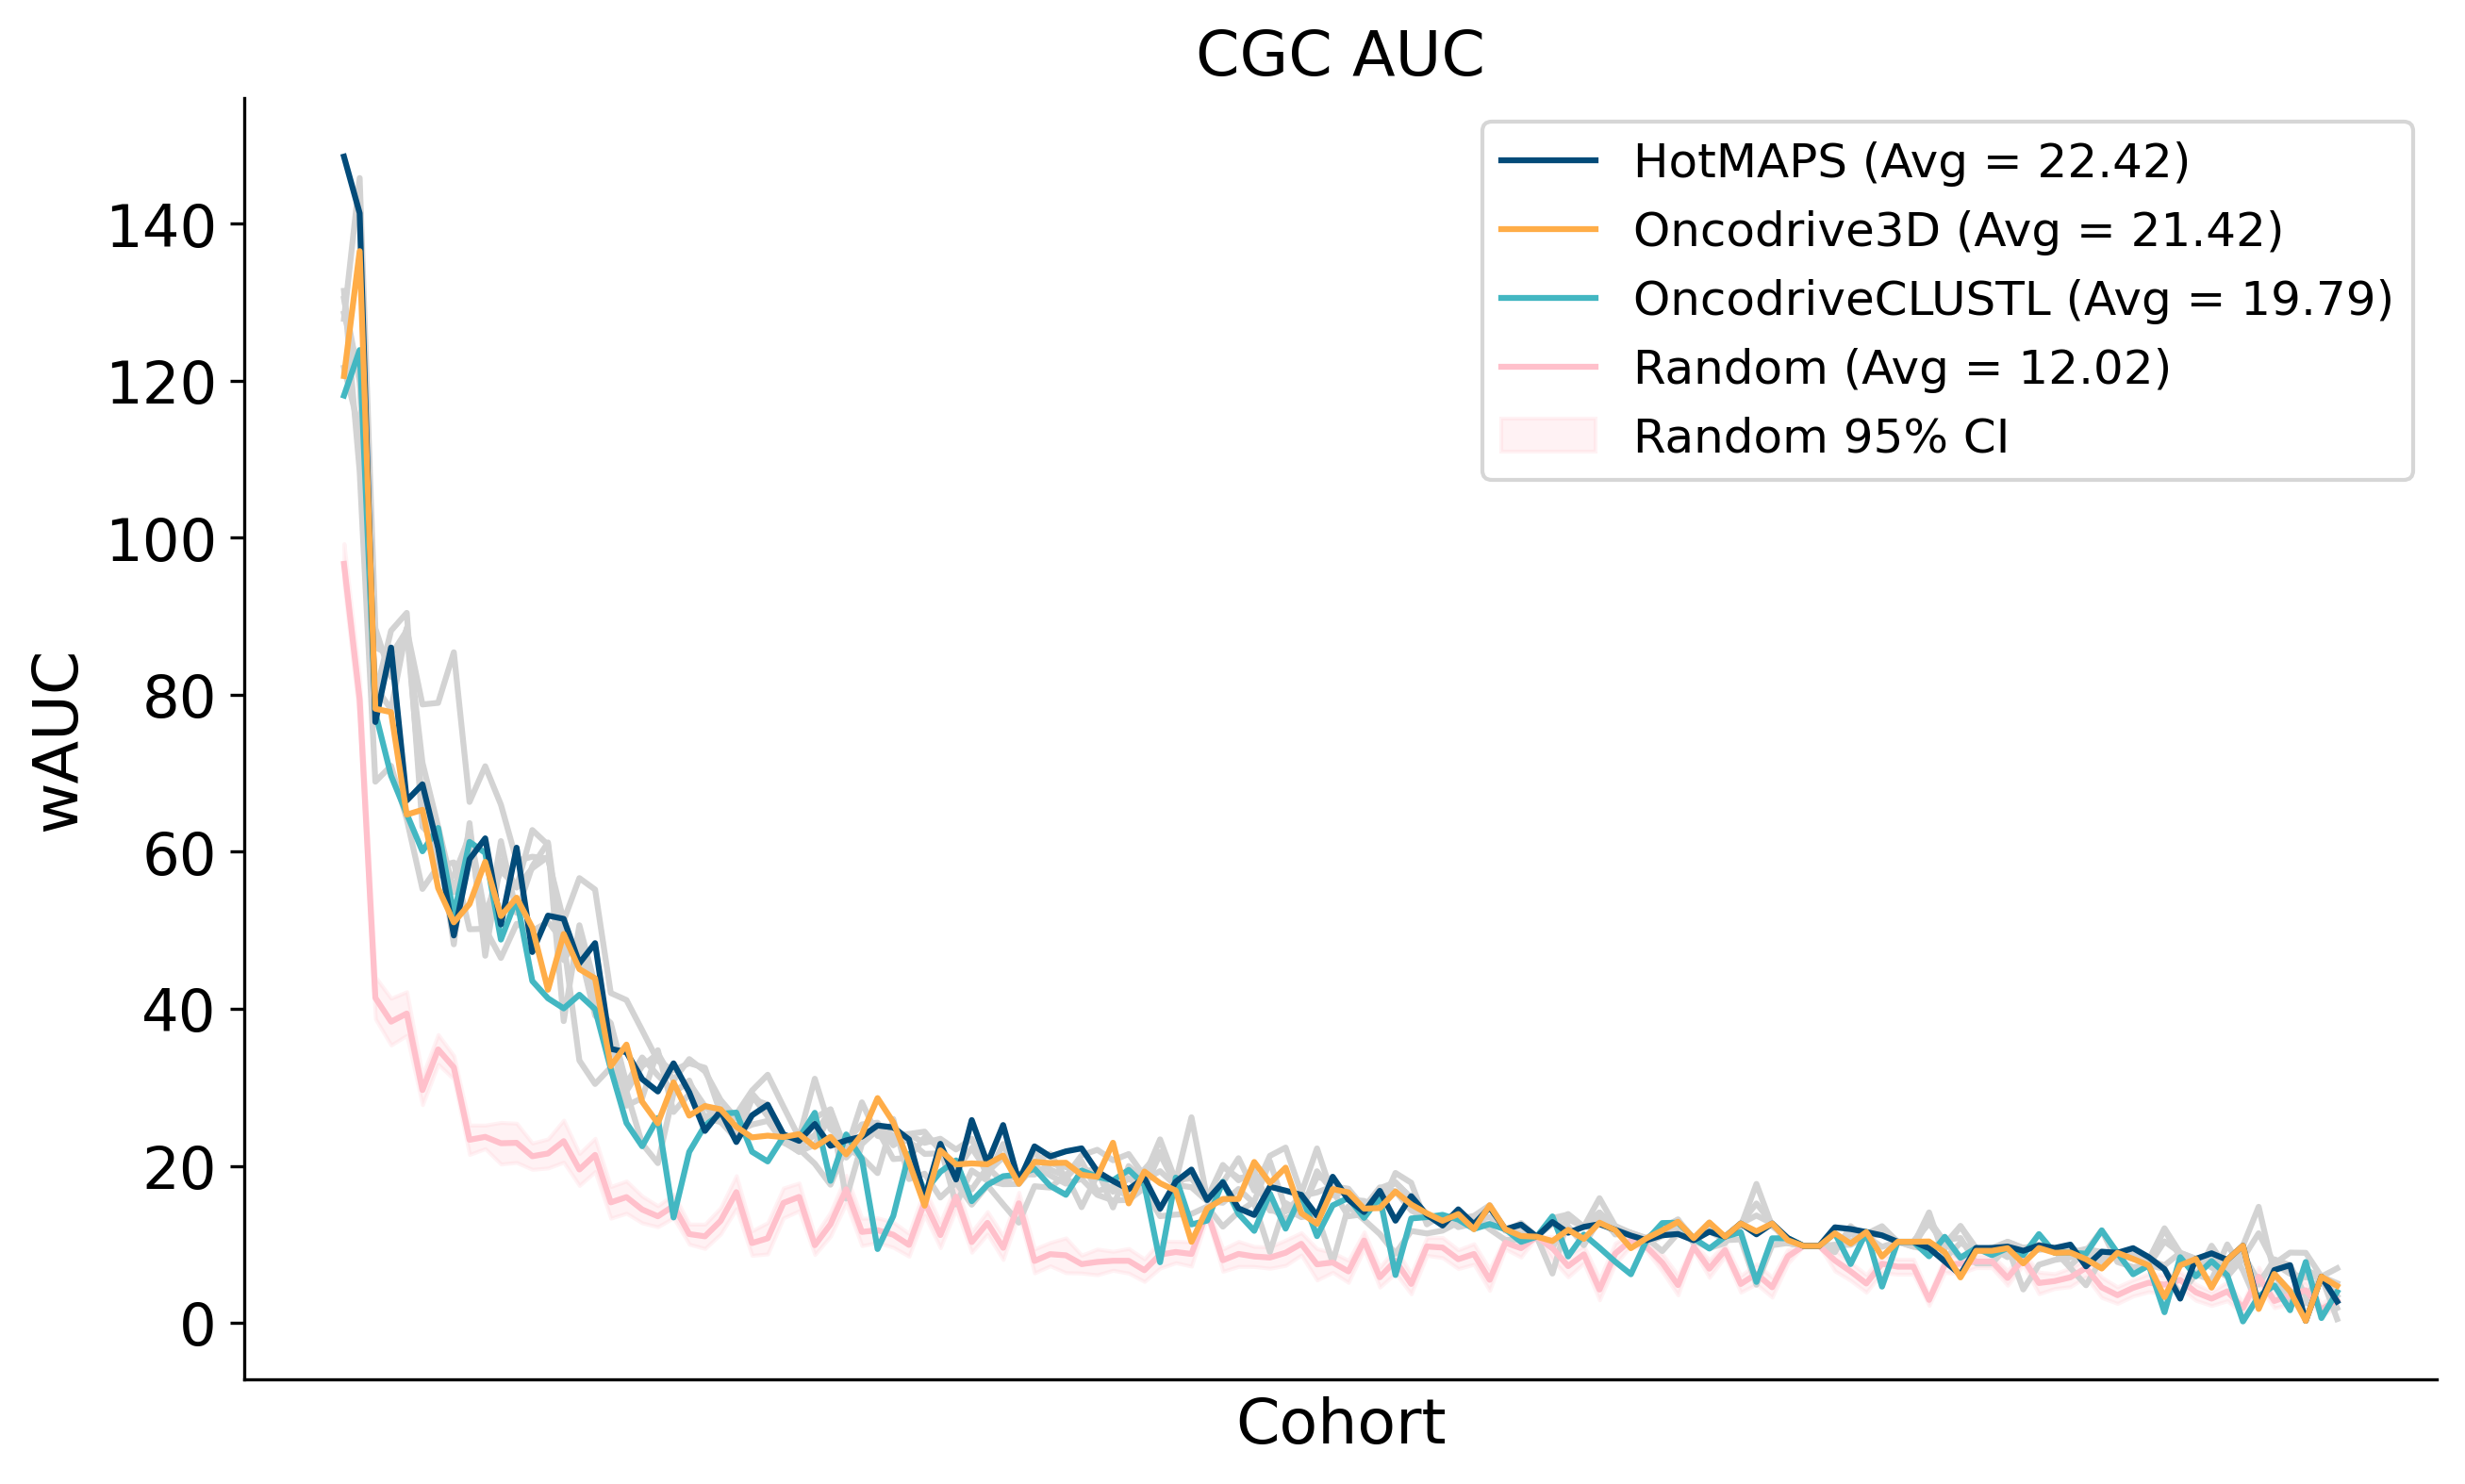 CGC AUC
HotMAPS (Avg = 22.42)
Oncodrive3D (Avg = 21.42)
OncodriveCLUSTL (Avg = 19.79)
Random (Avg = 12.02)
Random 95% CI
140
120
100
80
60
40
20
0
wAUC
Cohort